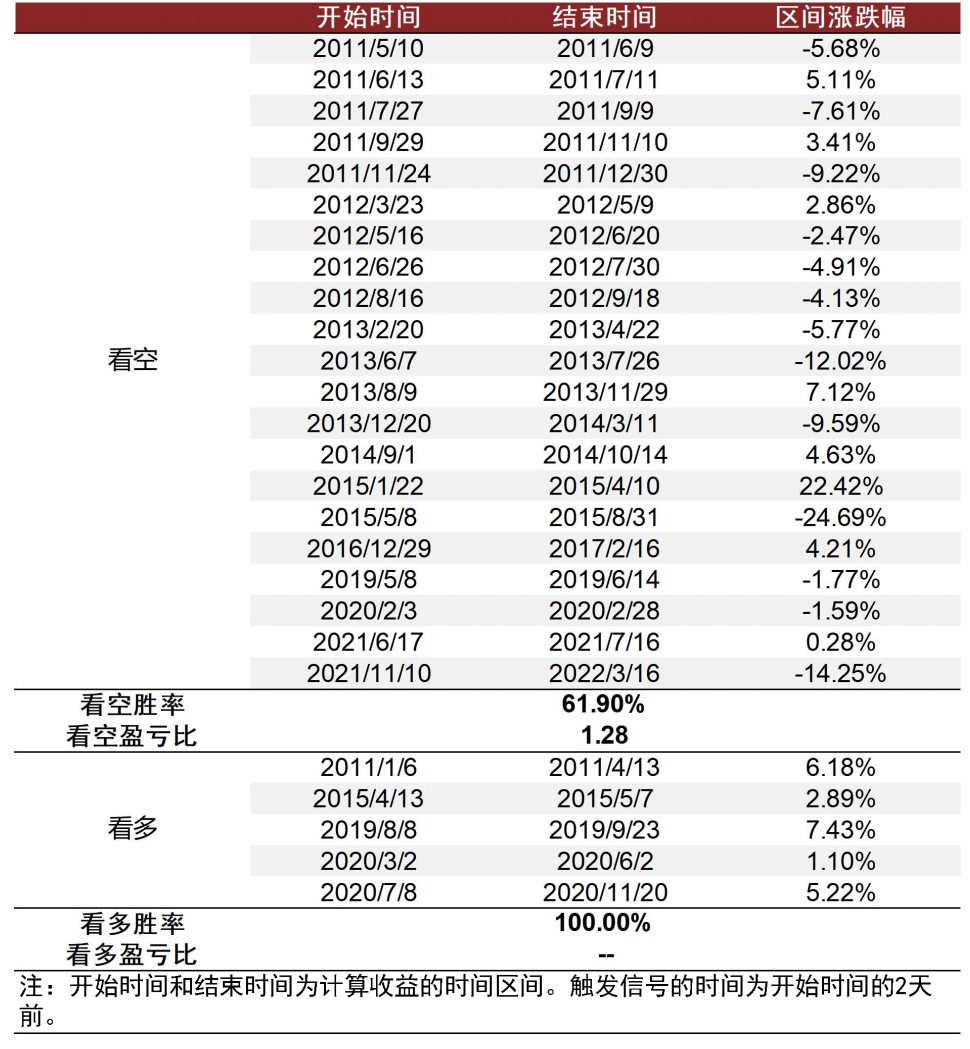 开始时间 结束时间 区间涨跌幅
2011/5/10 2011/6/9 -5.68%
2011/6/13 2011/7/11 5.11%
2011/7/27 2011/9/9 -7.61%
2011/9/29 2011/11/10 3.41%
2011/11/24 2011/12/30 -9.22%
2012/3/23 2012/5/9 2.86%
2012/5/16 2012/6/20 -2.47%
2012/6/26 2012/7/30 -4.91%
2012/8/16 2012/9/18 -4.13%
2013/2/20 2013/4/22 -5.77%
看空 2013/6/7 2013/7/26 -12.02%
2013/8/9 2013/11/29 7.12%
2013/12/20 2014/3/11 -9.59%
2014/9/1 2014/10/14 4.63%
2015/1/22 2015/4/10 22.42%
2015/5/8 2015/8/31 -24.69%
2016/12/29 2017/2/16 4.21%
2019/5/8 2019/6/14 -1.77%
2020/2/3 2020/2/28 -1.59%
2021/6/17 2021/7/16 0.28%
2021/11/10 2022/3/16 -14.25%
看空胜率 61.90%
看空盈亏比 1.28
2011/1/6 2011/4/13 6.18%
2015/4/13 2015/5/7 2.89%
看多 2019/8/8 2019/9/23 7.43%
2020/3/2 2020/6/2 1.10%
2020/7/8 2020/11/20 5.22%
看多胜率 100.00%
看多盈亏比 --
注：开始时间和结束时间为计算收益的时间区间。触发信号的时间为开始时间的2天
前。